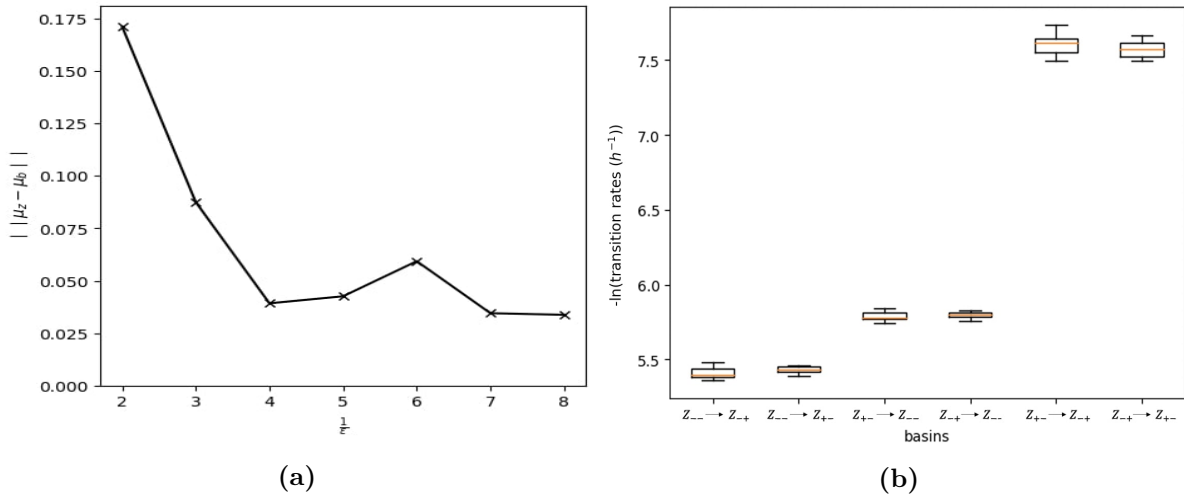 0.175
0.150
0.125
0.100
0.075
0.050
0.025
0.000
| | μ_z − μ_b | |
2 3 4 5 6 7 8
1/ε
(a)
7.5
7.0
6.5
6.0
5.5
-ln(transition rates (h⁻¹))
Z₋₋ → Z₋₊ Z₋₋ → Z₊₋ Z₊₋ → Z₋₋ Z₋₊ → Z₋₋ Z₊₋ → Z₋₊ Z₋₊ → Z₊₋
basins
(b)